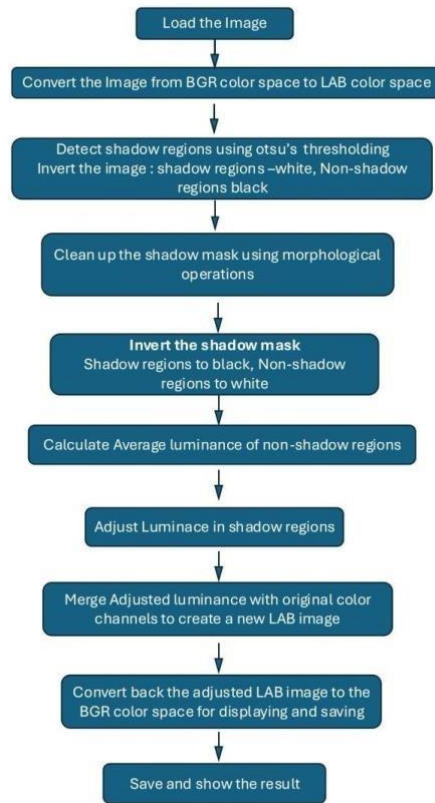 Load the Image
Convert the Image from BGR color space to LAB color space
Detect shadow regions using otsu's thresholding
Invert the image : shadow regions –white, Non-shadow
regions black
Clean up the shadow mask using morphological
operations
Invert the shadow mask
Shadow regions to black, Non-shadow
regions to white
Calculate Average luminance of non-shadow regions
Adjust Luminace in shadow regions
Merge Adjusted luminance with original color
channels to create a new LAB image
Convert back the adjusted LAB image to the
BGR color space for displaying and saving
Save and show the result